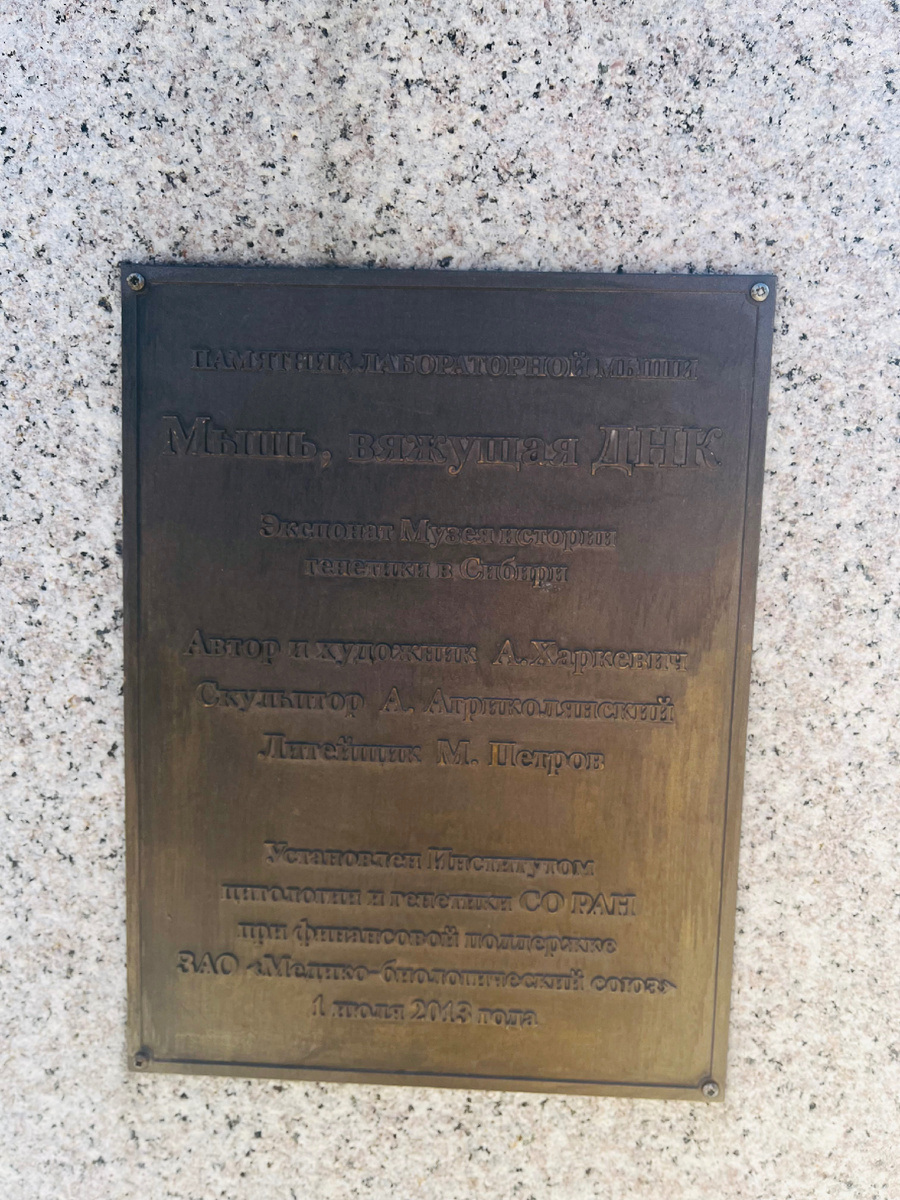 ПАМЯТНИК ЛАБОРАТОРНОЙ МЫШИ
Мышь, вяжущая ДНК
Экспонат Музея истории
генетики в Сибири
Автор и художник А.Харкевич
Скульптор А. Агриколянский
Литейщик М. Петров
Установлен Институтом
цитологии и генетики СО РАН
при финансовой поддержке
ЗАО «Медико-биологический союз»
1 июля 2013 года